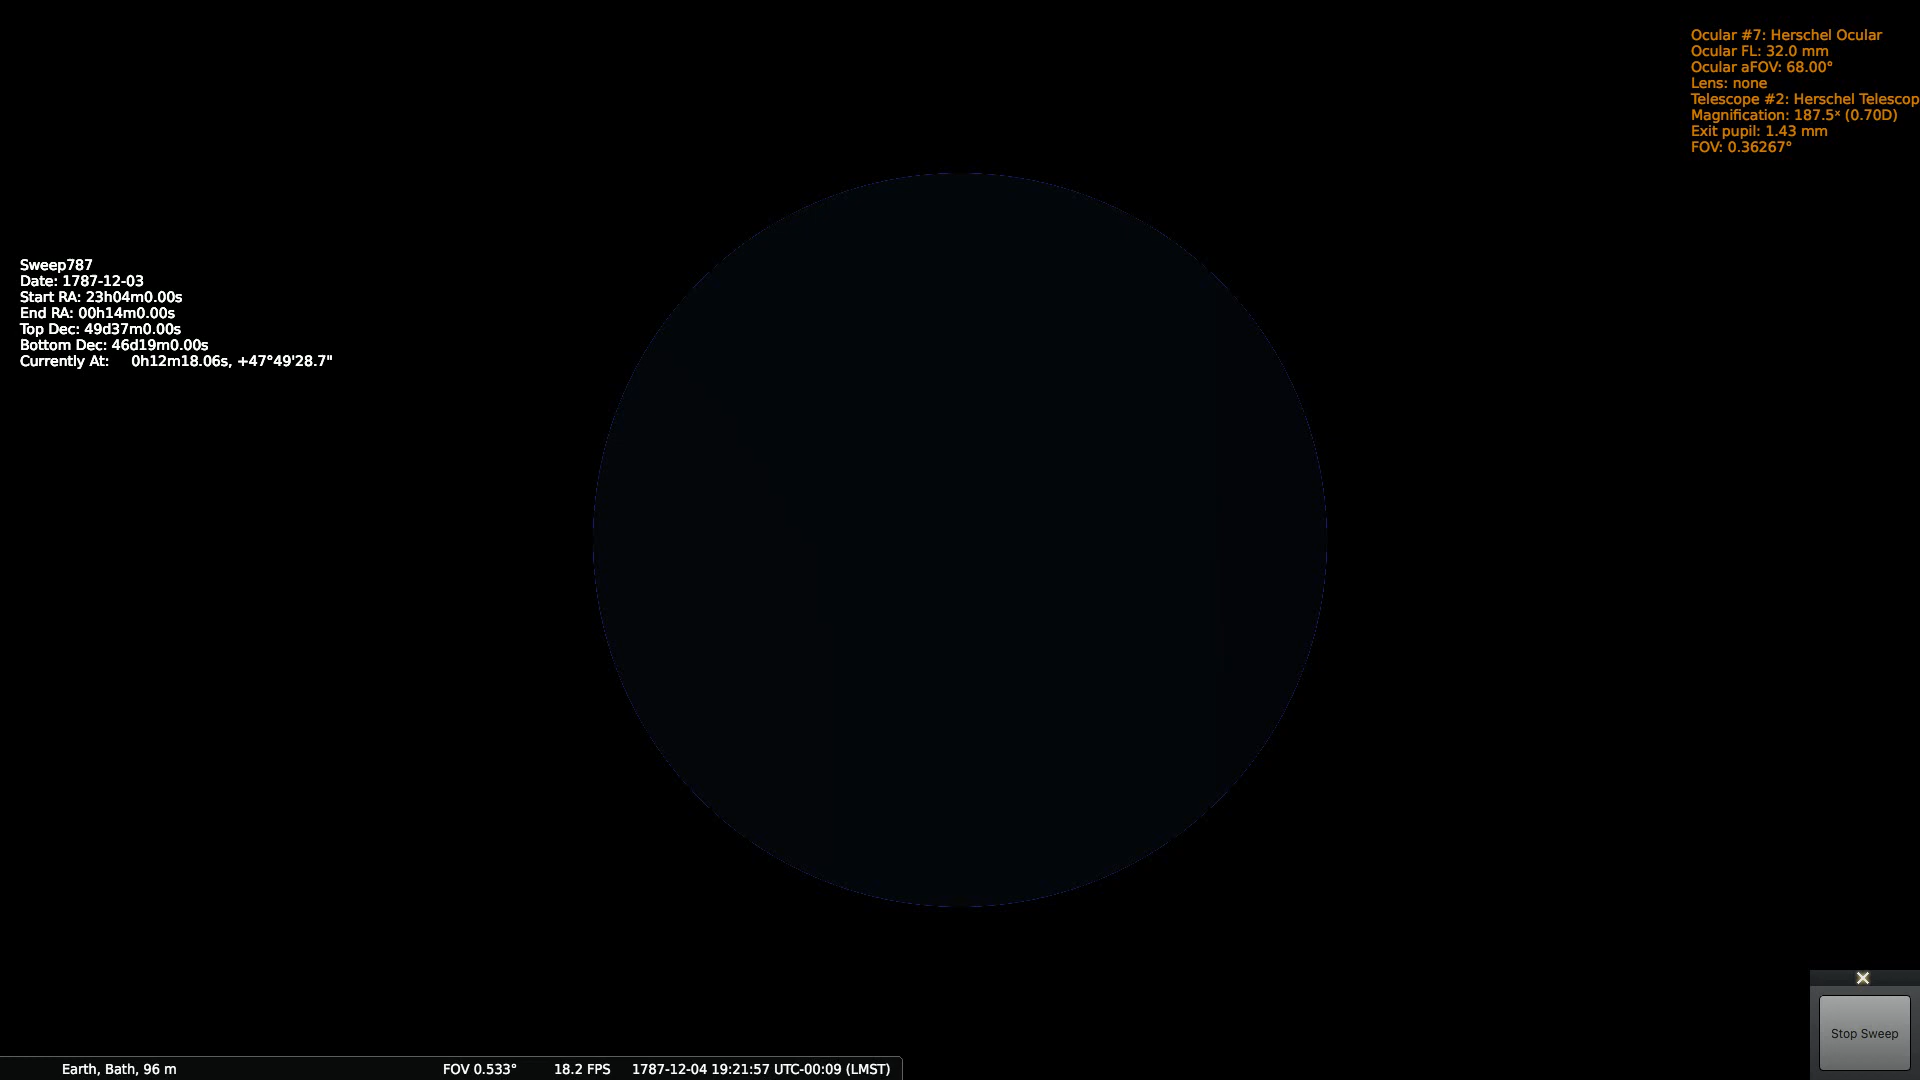 Ocular #7: Herschel Ocular
Ocular FL: 32.0 mm
Ocular aFOV: 68.00°
Lens: none
Telescope #2: Herschel Telescop
Magnification: 187.5ˣ (0.70D)
Exit pupil: 1.43 mm
FOV: 0.36267°
Sweep787
Date: 1787-12-03
Start RA: 23h04m0.00s
End RA: 00h14m0.00s
Top Dec: 49d37m0.00s
Bottom Dec: 46d19m0.00s
Currently At: 0h12m18.06s, +47°49'28.7"
Stop Sweep
Earth, Bath, 96 m FOV 0.533° 18.2 FPS 1787-12-04 19:21:57 UTC-00:09 (LMST)